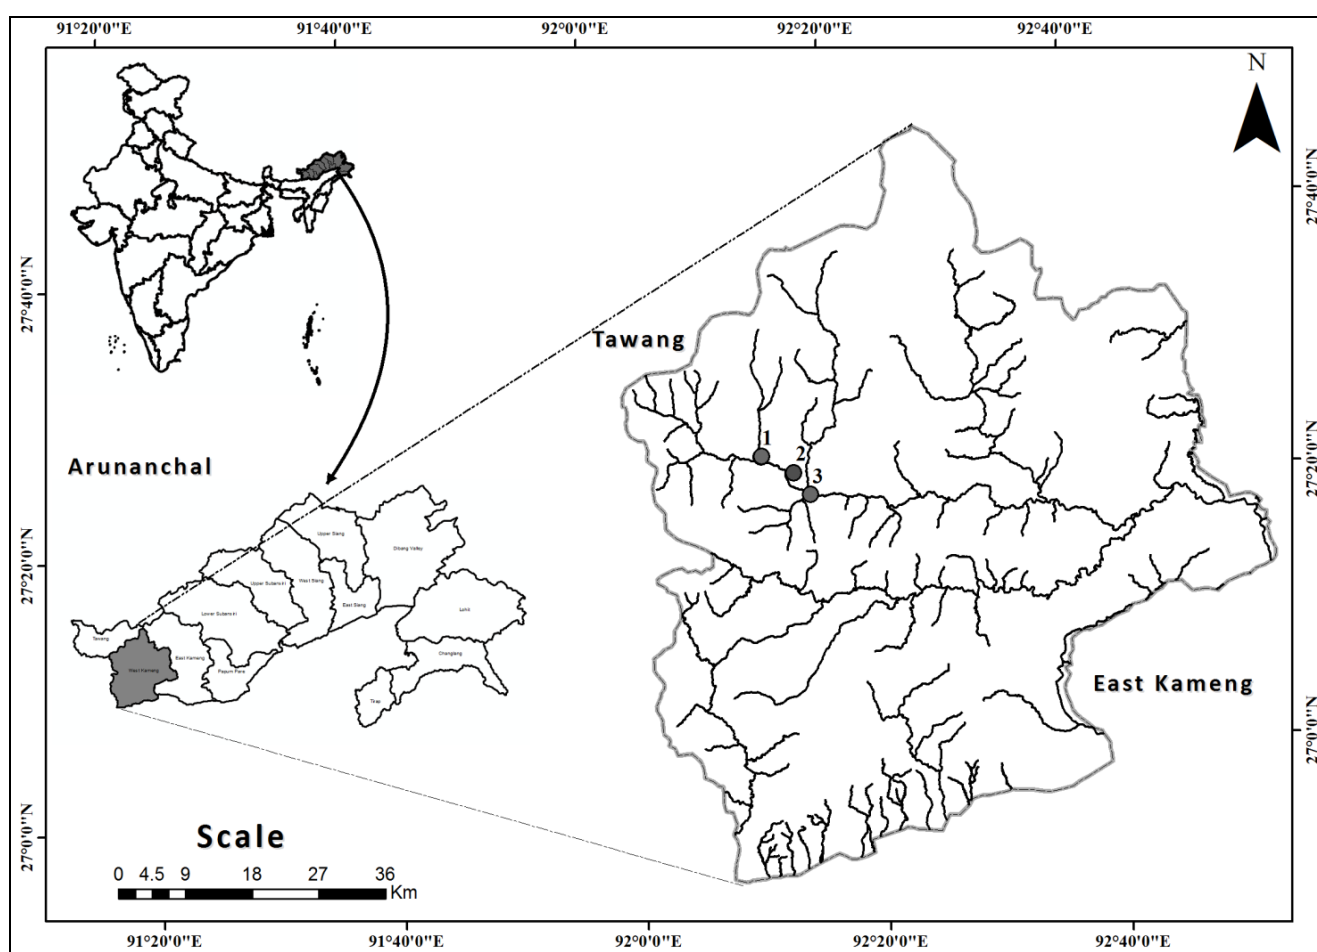 91°20'0"E 91°40'0"E 92°0'0"E 92°20'0"E 92°40'0"E
N
27°40'0"N
27°40'0"N
Tawang
1
2
3
27°20'0"N
Arunanchal
27°20'0"N
Upper Siang
Dibang Valley
West Siang
Upper Subansiri
East Siang
Lower Subansiri
Lohit
Tawang
East Kameng
West Kameng
Papum Pare
Changlang
Tirap
East Kameng
27°0'0"N
27°0'0"N
Scale
0 4.5 9 18 27 36
Km
91°20'0"E 91°40'0"E 92°0'0"E 92°20'0"E 92°40'0"E